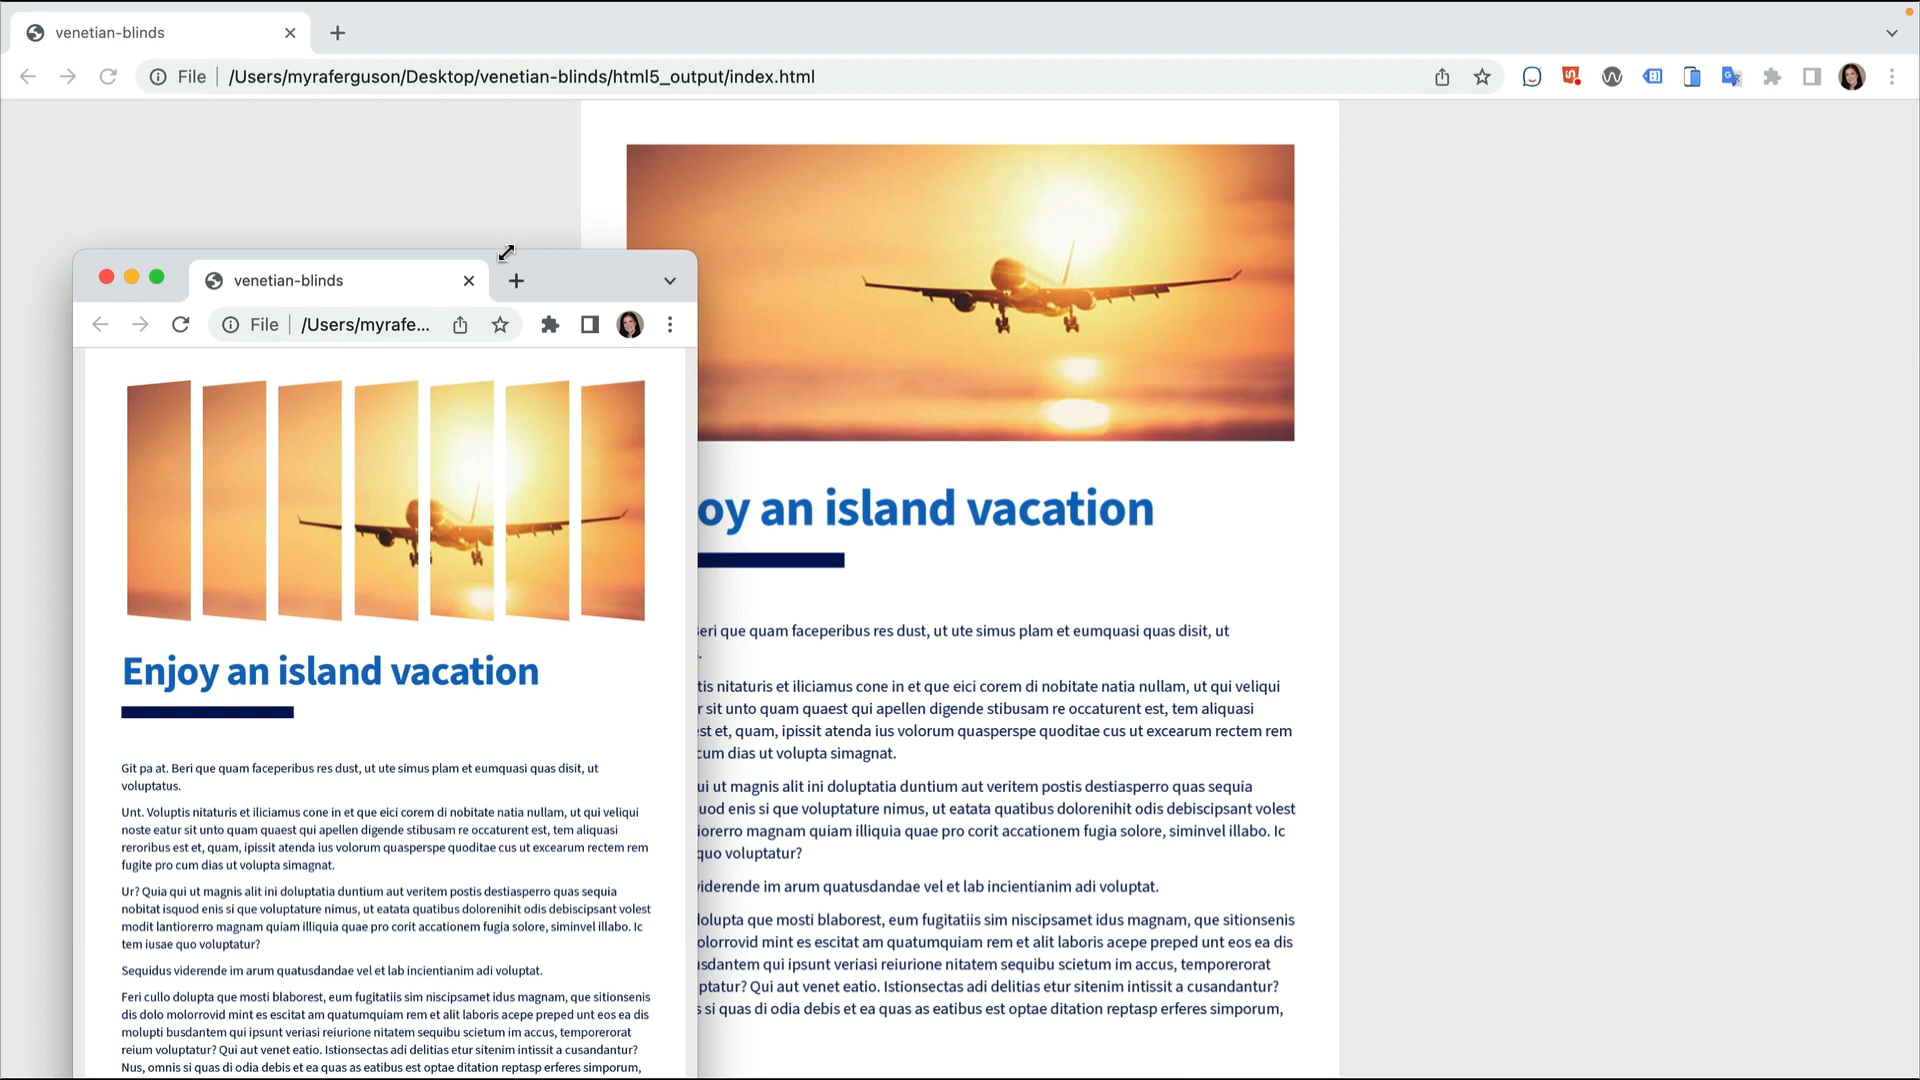 venetian-blinds
File
/Users/myraferguson/Desktop/venetian-blinds/html5_output/index.html
venetian-blinds
File
/Users/myrafe...
Enjoy an island vacation
Git pa at. Beri que quam faceperibus res dust, ut ute simus plam et eumquasi quas disit, ut
voluptatus.
Unt. Voluptis nitaturis et iliciamus cone in et que eici corem di nobitate natia nullam, ut qui veliqui
noste eatur sit unto quam quaest qui apellen digende stibusam re occaturent est, tem aliquasi
reroribus est et, quam, ipissit atenda ius volorum quasperspe quoditae cus ut excearum rectem rem
fugite pro cum dias ut volupta simagnat.
Ur? Quia qui ut magnis alit ini doluptatia duntium aut veritem postis destiasperro quas sequia
nobitat isquod enis si que voluptature nimus, ut eatata quatibus dolorenihit odis debiscipsant volest
modit lantiorerro magnam quiam illiquia quae pro corit accationem fugia solore, siminvel illabo. Ic
tem iusae quo voluptatur?
Sequidus viderende im arum quatusdandae vel et lab incientianim adi voluptat.
Feri cullo dolupta que mosti blaborest, eum fugitatiis sim niscipsamet idus magnam, que sitionsenis
dis dolo molorrovid mint es escitat am quatumquiam rem et alit laboris acepe preped unt eos ea dis
molupti busdantem qui ipsunt veriasi reiurione nitatem sequibu scietum im accus, temporerorat
reium voluptatur? Qui aut venet eatio. Istionsectas adi delitias etur sitenim intissit a cusandantur?
Nus, omnis si quas di odia debis et ea quas as eatibus est optae ditation reptasp erferes simporum,
oy an island vacation
eri que quam faceperibus res dust, ut ute simus plam et eumquasi quas disit, ut
.
tis nitaturis et iliciamus cone in et que eici corem di nobitate natia nullam, ut qui veliqui
r sit unto quam quaest qui apellen digende stibusam re occaturent est, tem aliquasi
st et, quam, ipissit atenda ius volorum quasperspe quoditae cus ut excearum rectem rem
cum dias ut volupta simagnat.
ui ut magnis alit ini doluptatia duntium aut veritem postis destiasperro quas sequia
uod enis si que voluptature nimus, ut eatata quatibus dolorenihit odis debiscipsant volest
iorerro magnam quiam illiquia quae pro corit accationem fugia solore, siminvel illabo. Ic
quo voluptatur?
viderende im arum quatusdandae vel et lab incientianim adi voluptat.
dolupta que mosti blaborest, eum fugitatiis sim niscipsamet idus magnam, que sitionsenis
olorrovid mint es escitat am quatumquiam rem et alit laboris acepe preped unt eos ea dis
usdantem qui ipsunt veriasi reiurione nitatem sequibu scietum im accus, temporerorat
ptatur? Qui aut venet eatio. Istionsectas adi delitias etur sitenim intissit a cusandantur?
s si quas di odia debis et ea quas as eatibus est optae ditation reptasp erferes simporum,